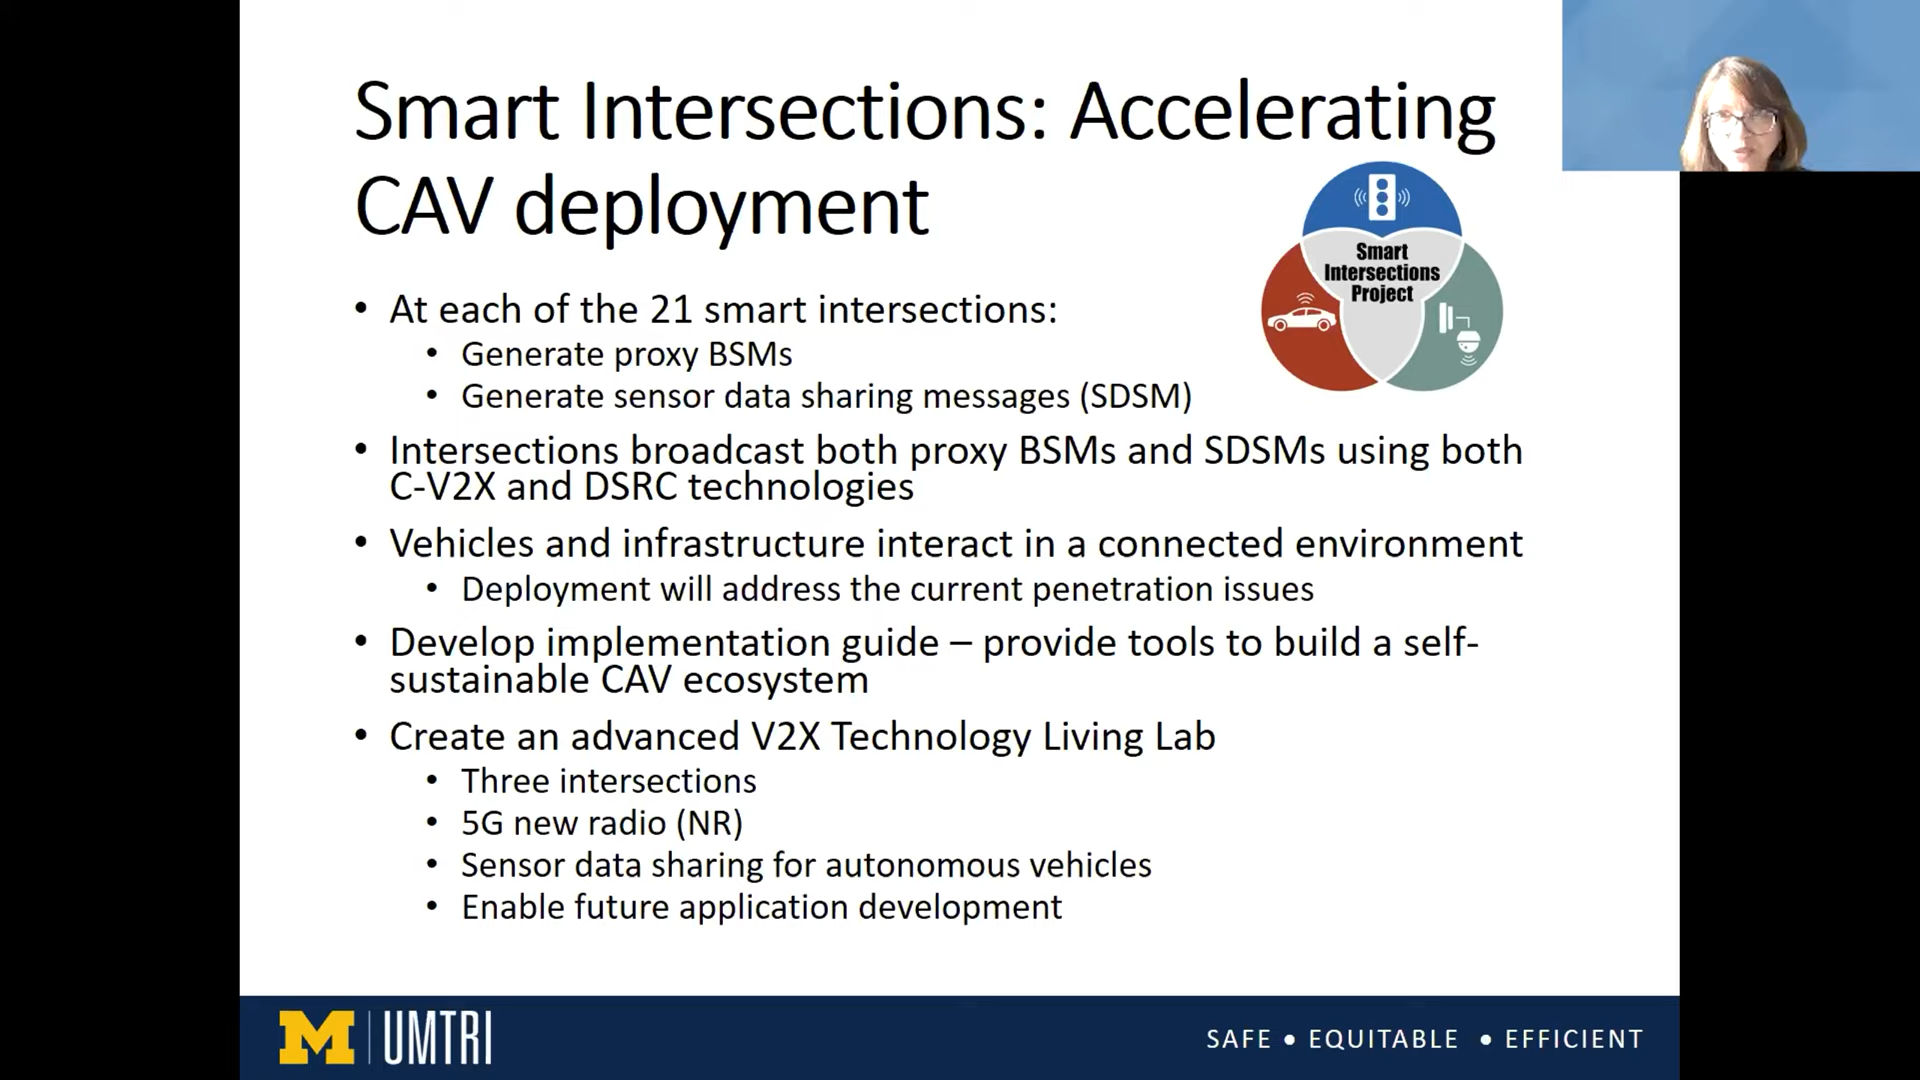 Smart Intersections: Accelerating
CAV deployment
Smart
Intersections
Project
• At each of the 21 smart intersections:
• Generate proxy BSMs
• Generate sensor data sharing messages (SDSM)
• Intersections broadcast both proxy BSMs and SDSMs using both
C-V2X and DSRC technologies
• Vehicles and infrastructure interact in a connected environment
• Deployment will address the current penetration issues
• Develop implementation guide – provide tools to build a self-
sustainable CAV ecosystem
• Create an advanced V2X Technology Living Lab
• Three intersections
• 5G new radio (NR)
• Sensor data sharing for autonomous vehicles
• Enable future application development
M | UMTRI
SAFE • EQUITABLE • EFFICIENT